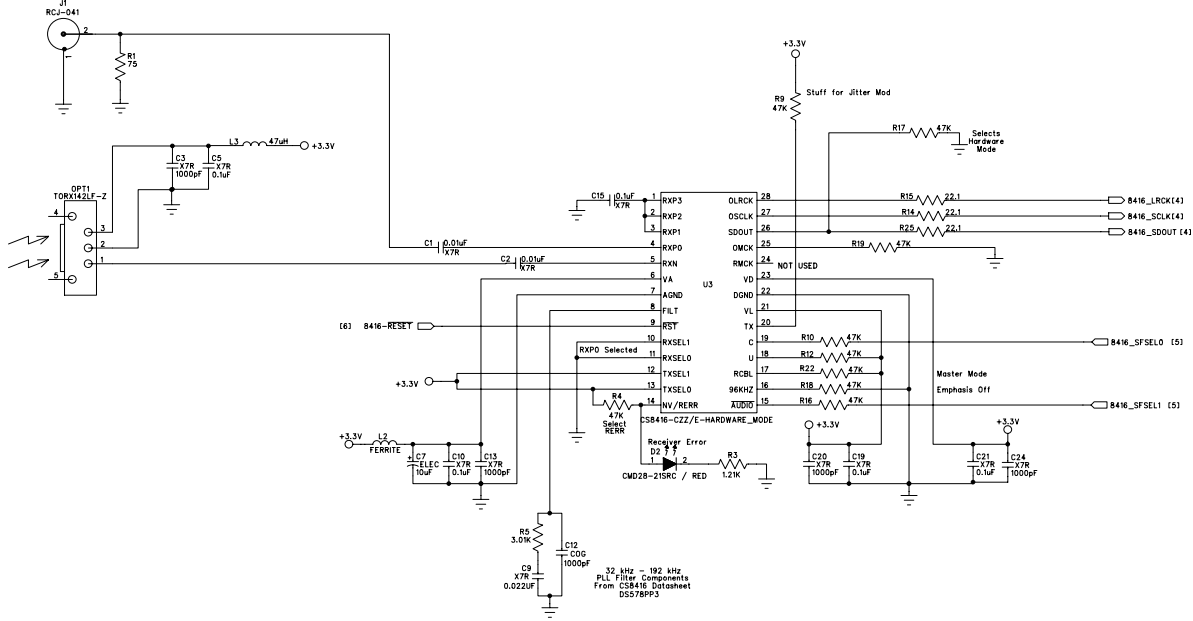 J1
RCJ-041
2
1
R1
75
L3
47uH
+3.3V
C3
X7R
1000pF
C5
X7R
0.1uF
OPT1
TORX142LF-Z
4
3
2
1
5
+3.3V
R9
47K
Stuff for Jitter Mod
R17
47K
Selects
Hardware
Mode
C15
0.1uF
X7R
C1
0.01uF
X7R
C2
0.01uF
X7R
1
RXP3
2
RXP2
3
RXP1
4
RXP0
5
RXN
6
VA
7
AGND
8
FILT
9
RST
10
RXSEL1
11
RXSEL0
12
TXSEL1
13
TXSEL0
14
NV/RERR
U3
OLRCK
28
OSCLK
27
SDOUT
26
OMCK
25
RMCK
24
VD
23
DGND
22
VL
21
TX
20
C
19
U
18
RCBL
17
96KHZ
16
AUDIO
15
CS8416-CZZ/E-HARDWARE_MODE
NOT USED
R15
22.1
8416_LRCK[4]
R14
22.1
8416_SCLK[4]
R25
22.1
8416_SDOUT [4]
R19
47K
[6] 8416-RESET
RXP0 Selected
+3.3V
R4
47K
Select
RERR
R10
47K
8416_SFSEL0 [5]
R12
47K
R22
47K
Master Mode
R18
47K
Emphasis Off
R16
47K
8416_SFSEL1 [5]
+3.3V
L2
FERRITE
+
C7
ELEC
10uF
C10
X7R
0.1uF
C13
X7R
1000pF
Receiver Error
D2
1
2
CMD28-21SRC / RED
R3
1.21K
+3.3V
C20
X7R
1000pF
C19
X7R
0.1uF
+3.3V
C21
X7R
0.1uF
C24
X7R
1000pF
R5
3.01K
C9
X7R
0.022UF
C12
COG
1000pF
32 kHz - 192 kHz
PLL Filter Components
From CS8416 Datasheet
DS578PP3